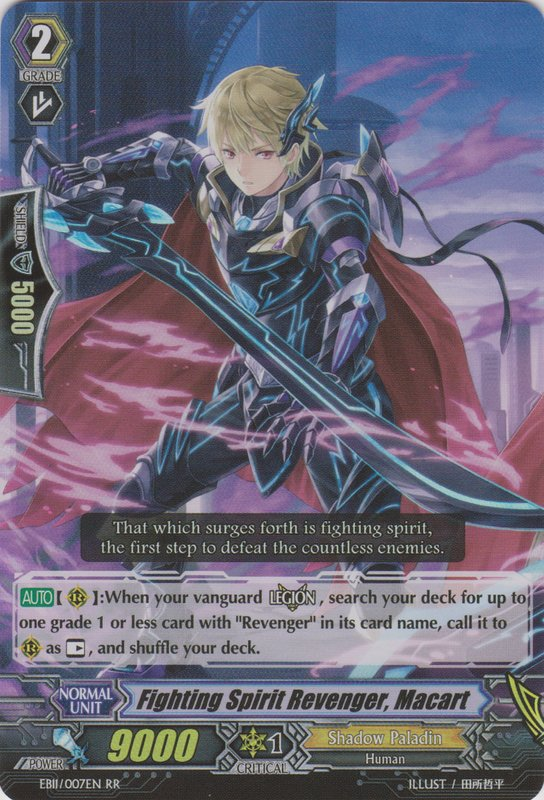 2
GRADE
SHIELD
5000
That which surges forth is fighting spirit,
the first step to defeat the countless enemies.
AUTO【 R 】:When your vanguard LEGION , search your deck for up to
one grade 1 or less card with "Revenger" in its card name, call it to
R as , and shuffle your deck.
NORMAL
UNIT
Fighting Spirit Revenger, Macart
POWER
9000
1
CRITICAL
Shadow Paladin
Human
EB11/007EN RR
ILLUST / 田所哲平